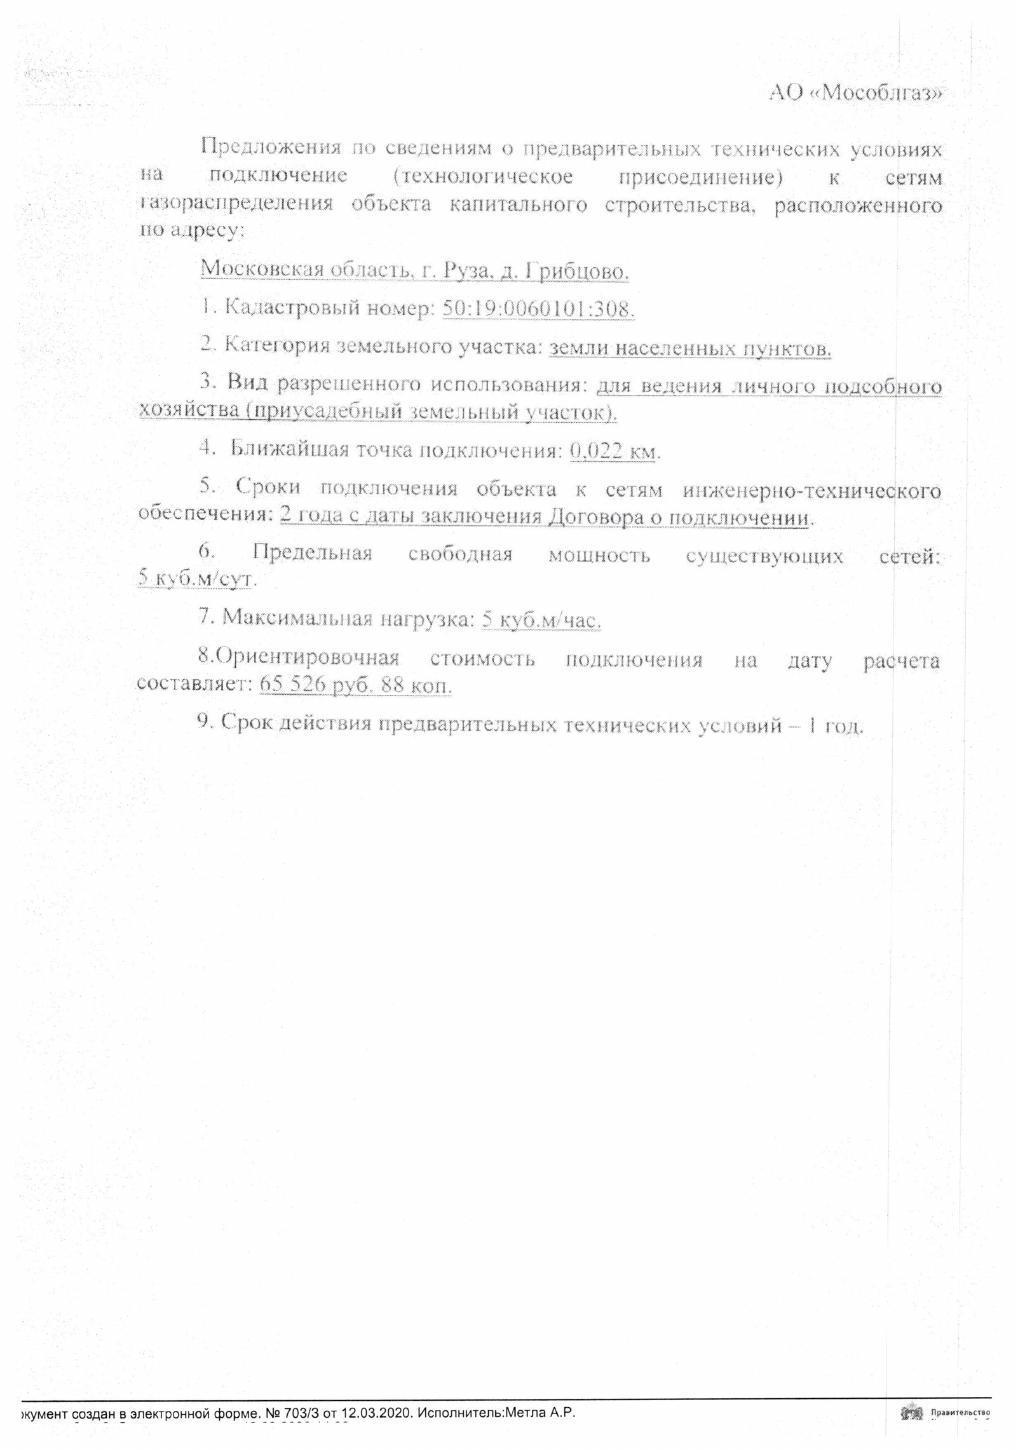 АО «Мособлгаз»
Предложения по сведениям о предварительных технических условиях
на подключение (технологическое присоединение) к сетям
газораспределения объекта капитального строительства, расположенного
по адресу:
Московская область, г. Руза, д. Грибцово.
1. Кадастровый номер: 50:19:0060101:308.
2. Категория земельного участка: земли населенных пунктов.
3. Вид разрешенного использования: для ведения личного подсобного
хозяйства (приусадебный земельный участок).
4. Ближайшая точка подключения: 0,022 км.
5. Сроки подключения объекта к сетям инженерно-технического
обеспечения: 2 года с даты заключения Договора о подключении.
6. Предельная свободная мощность существующих сетей:
5 куб.м/сут.
7. Максимальная нагрузка: 5 куб.м/час.
8.Ориентировочная стоимость подключения на дату расчета
составляет: 65 526 руб. 88 коп.
9. Срок действия предварительных технических условий – 1 год.
кумент создан в электронной форме. № 703/3 от 12.03.2020. Исполнитель:Метла А.Р.
Правительство